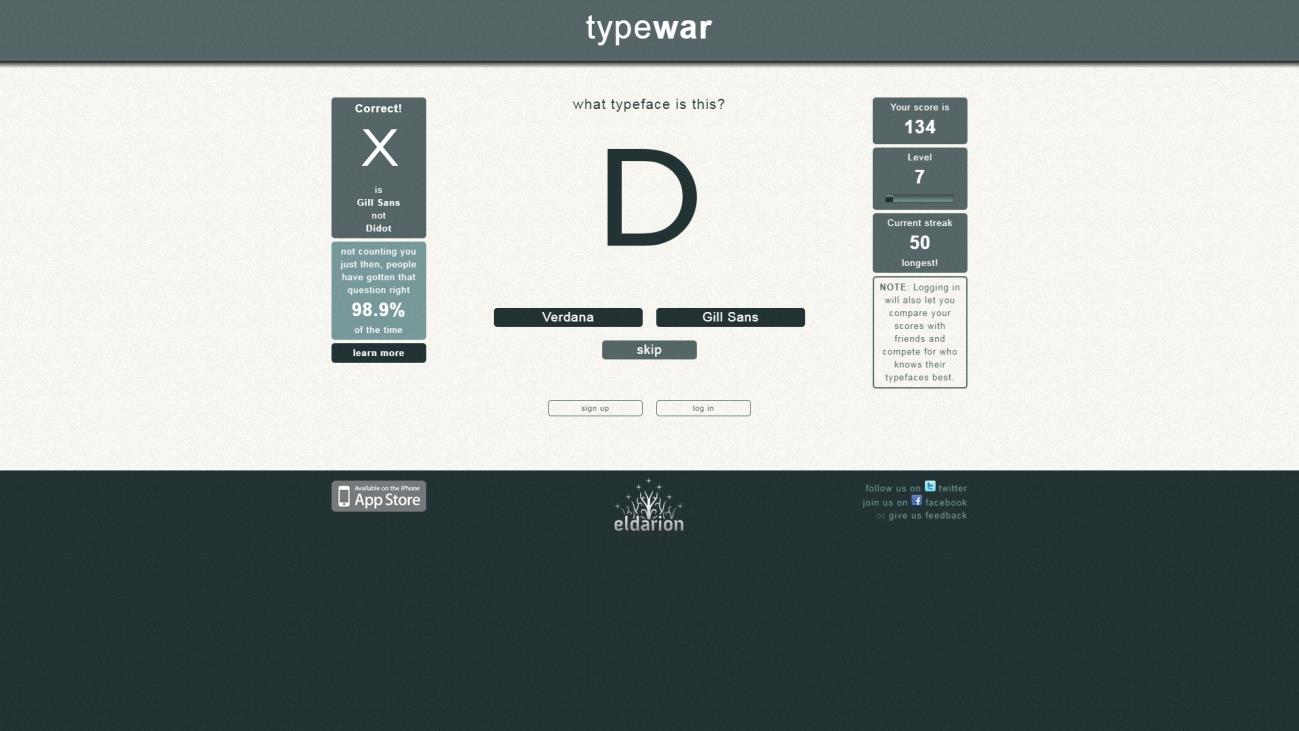 typewar
Correct!
X
is
Gill Sans
not
Didot
not counting you
just then, people
have gotten that
question right
98.9%
of the time
learn more
what typeface is this?
D
Verdana
Gill Sans
skip
sign up
log in
Your score is
134
Level
7
Current streak
50
longest!
NOTE: Logging in
will also let you
compare your
scores with
friends and
compete for who
knows their
typefaces best.
Available on the iPhone
App Store
eldarion
follow us on twitter
join us on facebook
or give us feedback